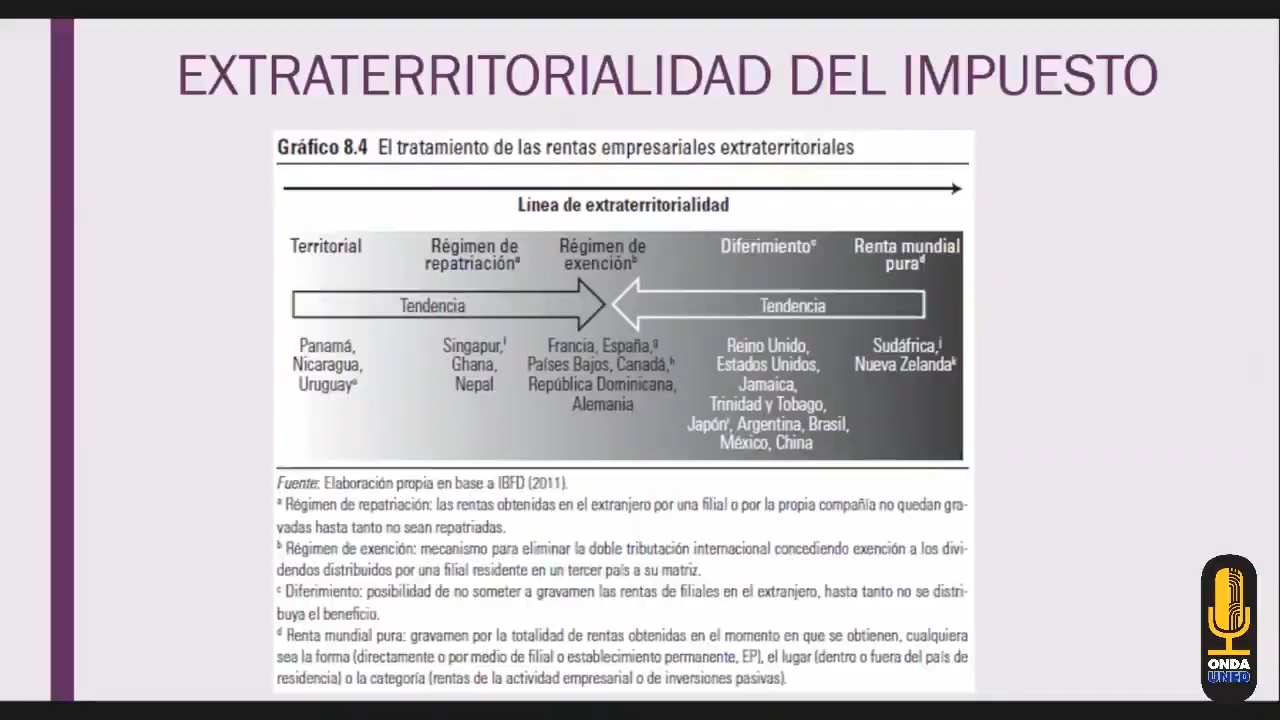 EXTRATERRITORIALIDAD DEL IMPUESTO
Gráfico 8.4 El tratamiento de las rentas empresariales extraterritoriales
Línea de extraterritorialidad
Territorial
Régimen de
repatriaciónᵃ
Régimen de
exenciónᵇ
Diferimientoᶜ
Renta mundial
puraᵈ
Tendencia
Tendencia
Panamá,
Nicaragua,
Uruguayᵉ
Singapur,ᶠ
Ghana,
Nepal
Francia, España,ᵍ
Países Bajos, Canadá,ʰ
República Dominicana,
Alemania
Reino Unido,
Estados Unidos,
Jamaica,
Trinidad y Tobago,
Japónⁱ, Argentina, Brasil,
México, China
Sudáfrica,ʲ
Nueva Zelandaᵏ
Fuente: Elaboración propia en base a IBFD (2011).
ᵃ Régimen de repatriación: las rentas obtenidas en el extranjero por una filial o por la propia compañía no quedan gra-
vadas hasta tanto no sean repatriadas.
ᵇ Régimen de exención: mecanismo para eliminar la doble tributación internacional concediendo exención a los divi-
dendos distribuidos por una filial residente en un tercer país a su matriz.
ᶜ Diferimiento: posibilidad de no someter a gravamen las rentas de filiales en el extranjero, hasta tanto no se distri-
buya el beneficio.
ᵈ Renta mundial pura: gravamen por la totalidad de rentas obtenidas en el momento en que se obtienen, cualquiera
sea la forma (directamente o por medio de filial o establecimiento permanente, EP), el lugar (dentro o fuera del país de
residencia) o la categoría (rentas de la actividad empresarial o de inversiones pasivas).
ONDA
UNED